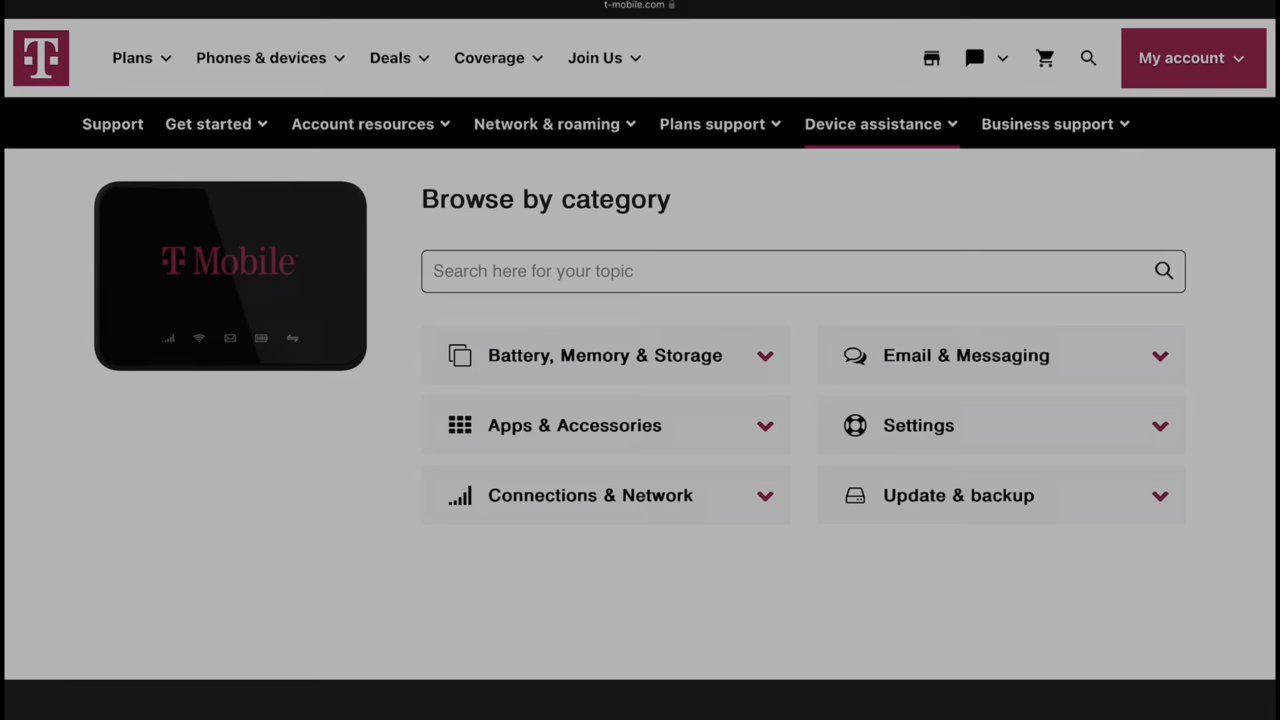 t-mobile.com
T
Plans
Phones & devices
Deals
Coverage
Join Us
My account
Support
Get started
Account resources
Network & roaming
Plans support
Device assistance
Business support
T Mobile
Browse by category
Search here for your topic
Battery, Memory & Storage
Email & Messaging
Apps & Accessories
Settings
Connections & Network
Update & backup